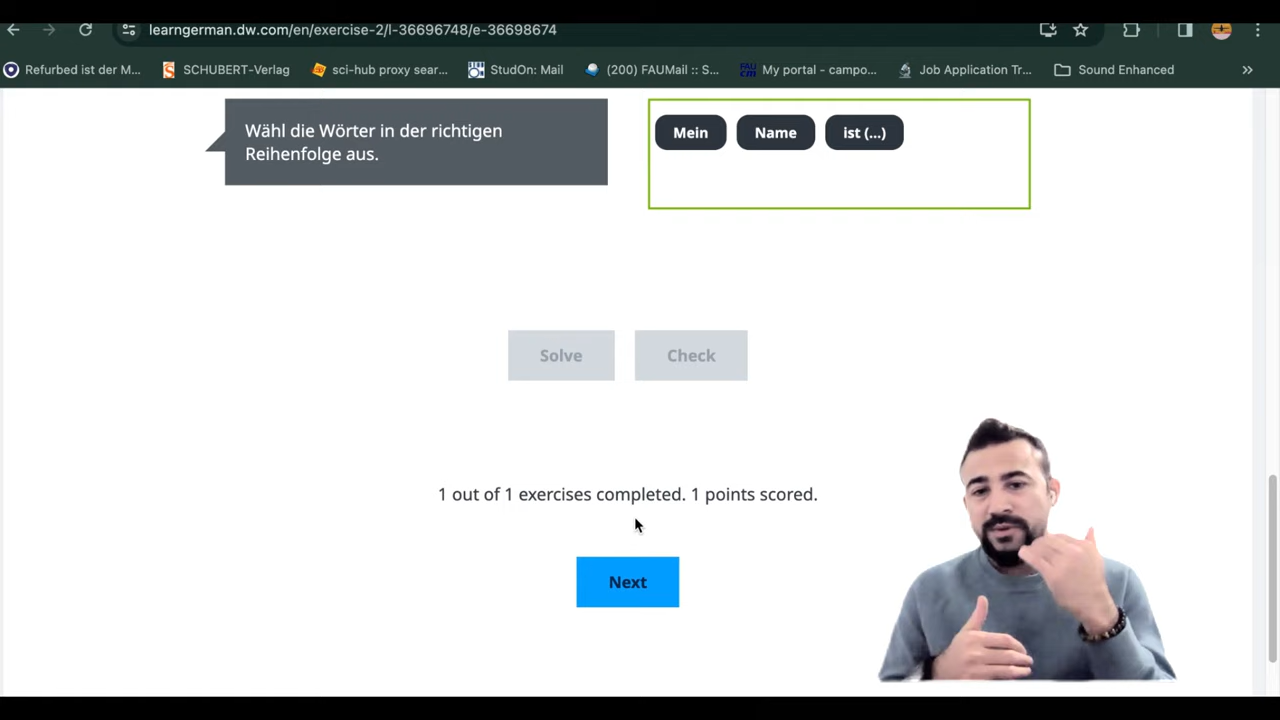 learngerman.dw.com/en/exercise-2/l-36696748/e-36698674
Refurbed ist der M...
SCHUBERT-Verlag
sci-hub proxy sear...
StudOn: Mail
(200) FAUMail :: S...
My portal - campo...
Job Application Tr...
Sound Enhanced
Wähl die Wörter in der richtigen
Reihenfolge aus.
Mein Name ist (...)
Solve Check
1 out of 1 exercises completed. 1 points scored.
Next